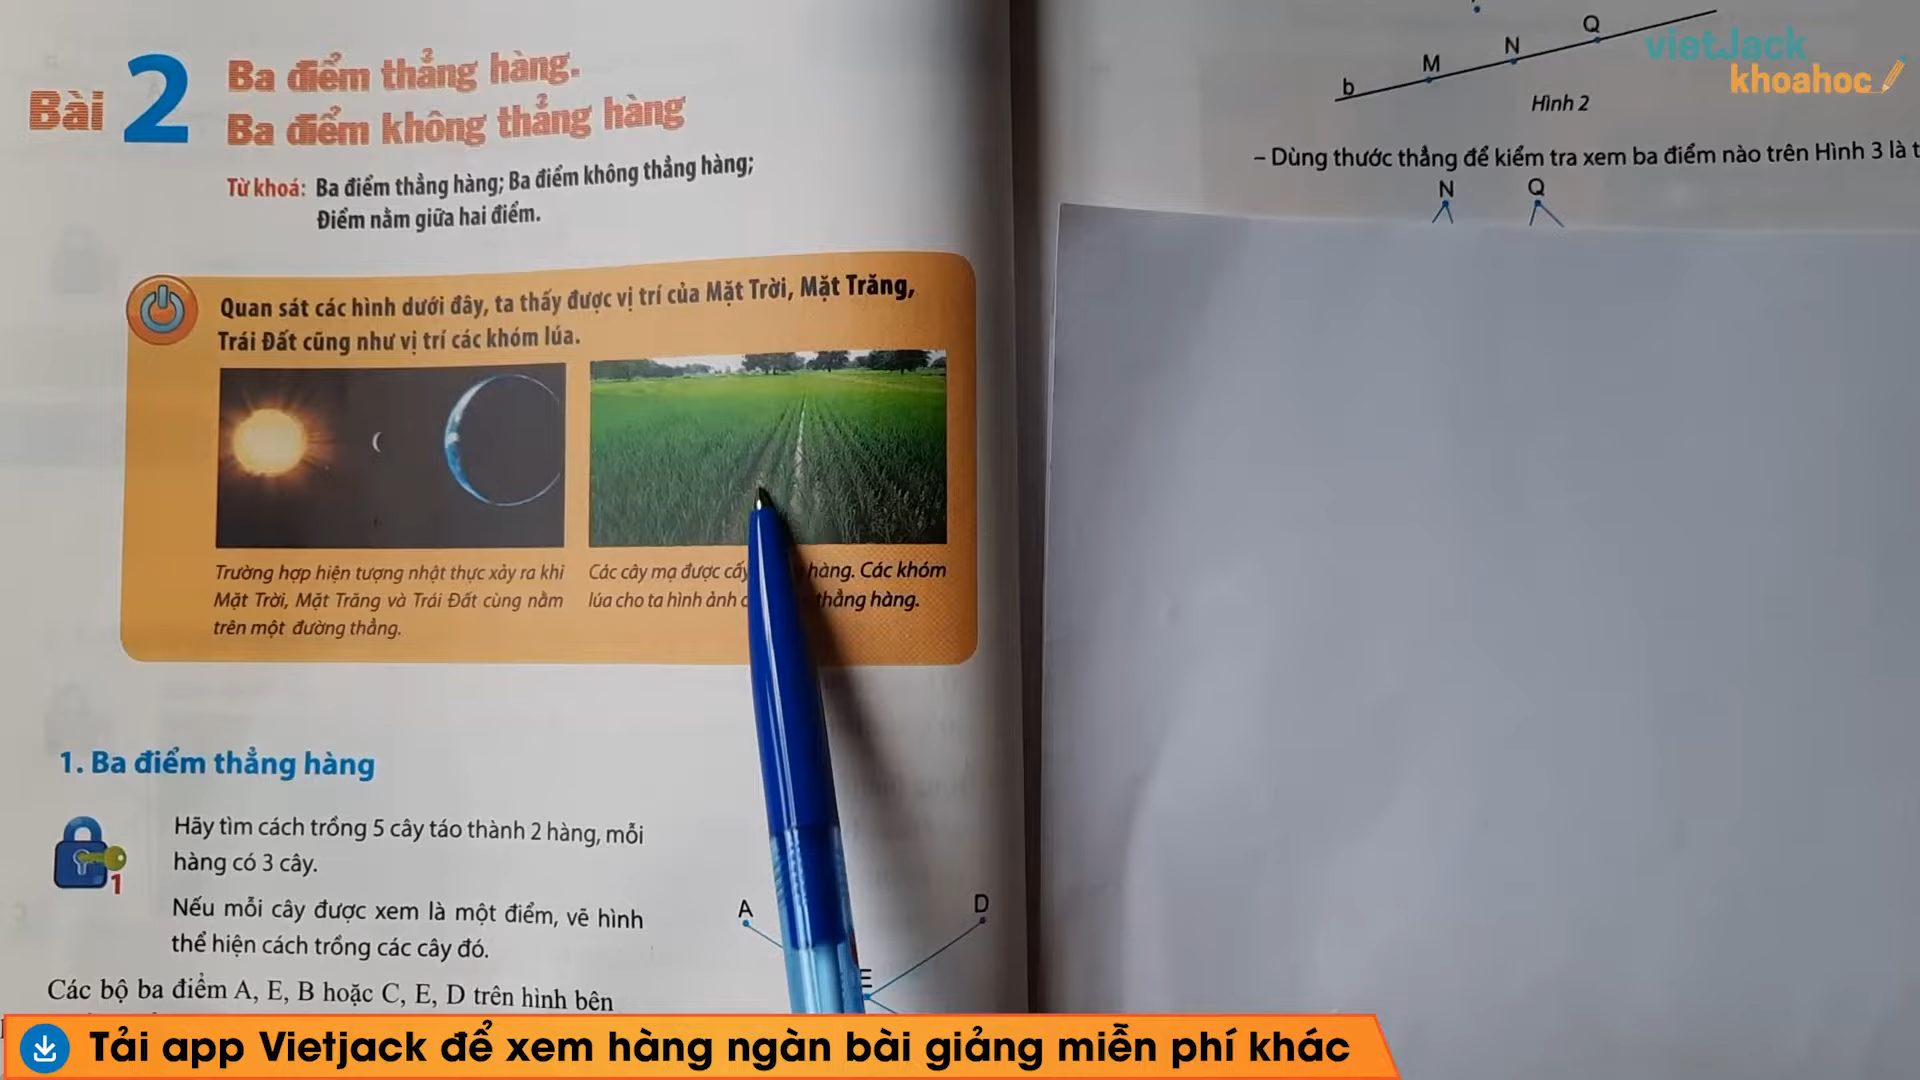 Bài 2
Ba điểm thẳng hàng.
Ba điểm không thẳng hàng
Từ khoá: Ba điểm thẳng hàng; Ba điểm không thẳng hàng;
Điểm nằm giữa hai điểm.
Quan sát các hình dưới đây, ta thấy được vị trí của Mặt Trời, Mặt Trăng,
Trái Đất cũng như vị trí các khóm lúa.
Trường hợp hiện tượng nhật thực xảy ra khi
Mặt Trời, Mặt Trăng và Trái Đất cùng nằm
trên một đường thẳng.
Các cây mạ được cấy hàng. Các khóm
lúa cho ta hình ảnh thẳng hàng.
1. Ba điểm thẳng hàng
1
Hãy tìm cách trồng 5 cây táo thành 2 hàng, mỗi
hàng có 3 cây.
Nếu mỗi cây được xem là một điểm, vẽ hình
thể hiện cách trồng các cây đó.
A
D
E
Các bộ ba điểm A, E, B hoặc C, E, D trên hình bên
b
M
N
Q
Hình 2
– Dùng thước thẳng để kiểm tra xem ba điểm nào trên Hình 3 là
N
Q
vietJack
khoahoc
Tải app Vietjack để xem hàng ngàn bài giảng miễn phí khác